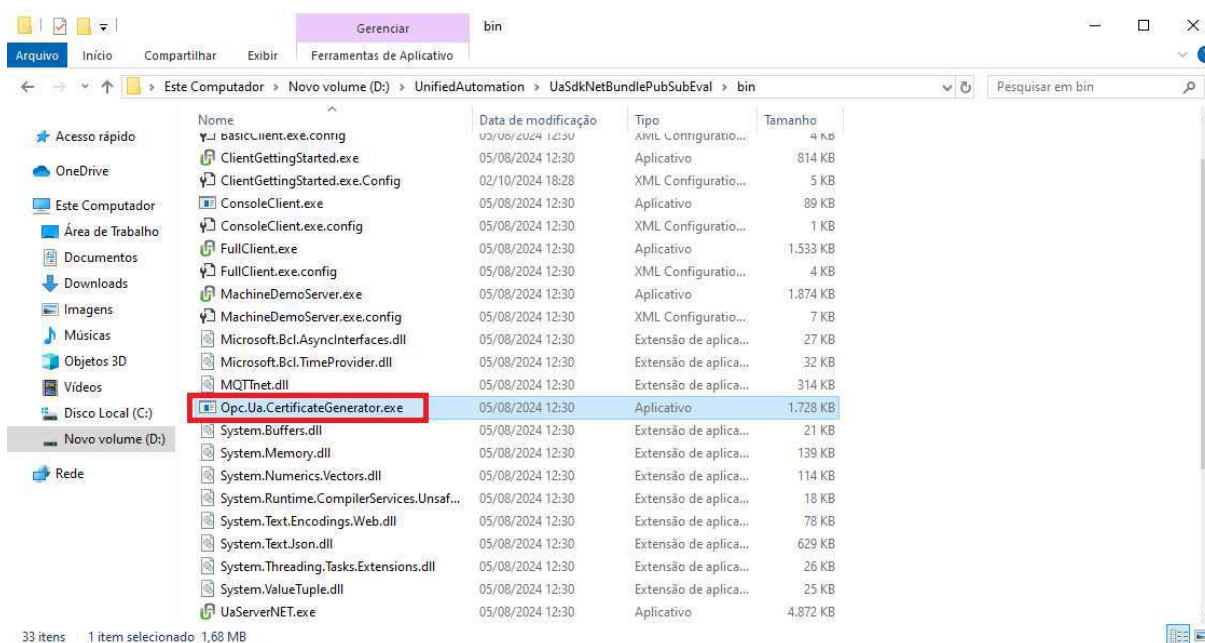 Gerenciar
bin
Arquivo Início Compartilhar Exibir Ferramentas de Aplicativo
Este Computador > Novo volume (D:) > UnifiedAutomation > UaSdkNetBundlePubSubEval > bin
Pesquisar em bin
Nome Data de modificação Tipo Tamanho
Acesso rápido
OneDrive
Este Computador
Área de Trabalho
Documentos
Downloads
Imagens
Músicas
Objetos 3D
Vídeos
Disco Local (C:)
Novo volume (D:)
Rede
BasicClient.exe.config 05/08/2024 12:30 XML Configuratio... 4 KB
ClientGettingStarted.exe 05/08/2024 12:30 Aplicativo 814 KB
ClientGettingStarted.exe.Config 02/10/2024 18:28 XML Configuratio... 5 KB
ConsoleClient.exe 05/08/2024 12:30 Aplicativo 89 KB
ConsoleClient.exe.config 05/08/2024 12:30 XML Configuratio... 1 KB
FullClient.exe 05/08/2024 12:30 Aplicativo 1.533 KB
FullClient.exe.config 05/08/2024 12:30 XML Configuratio... 4 KB
MachineDemoServer.exe 05/08/2024 12:30 Aplicativo 1.874 KB
MachineDemoServer.exe.config 05/08/2024 12:30 XML Configuratio... 7 KB
Microsoft.Bcl.AsyncInterfaces.dll 05/08/2024 12:30 Extensão de aplica... 27 KB
Microsoft.Bcl.TimeProvider.dll 05/08/2024 12:30 Extensão de aplica... 32 KB
MQTTnet.dll 05/08/2024 12:30 Extensão de aplica... 314 KB
Opc.Ua.CertificateGenerator.exe 05/08/2024 12:30 Aplicativo 1.728 KB
System.Buffers.dll 05/08/2024 12:30 Extensão de aplica... 21 KB
System.Memory.dll 05/08/2024 12:30 Extensão de aplica... 139 KB
System.Numerics.Vectors.dll 05/08/2024 12:30 Extensão de aplica... 114 KB
System.Runtime.CompilerServices.Unsaf... 05/08/2024 12:30 Extensão de aplica... 18 KB
System.Text.Encodings.Web.dll 05/08/2024 12:30 Extensão de aplica... 78 KB
System.Text.Json.dll 05/08/2024 12:30 Extensão de aplica... 629 KB
System.Threading.Tasks.Extensions.dll 05/08/2024 12:30 Extensão de aplica... 26 KB
System.ValueTuple.dll 05/08/2024 12:30 Extensão de aplica... 25 KB
UaServerNET.exe 05/08/2024 12:30 Aplicativo 4.872 KB
33 itens 1 item selecionado 1,68 MB